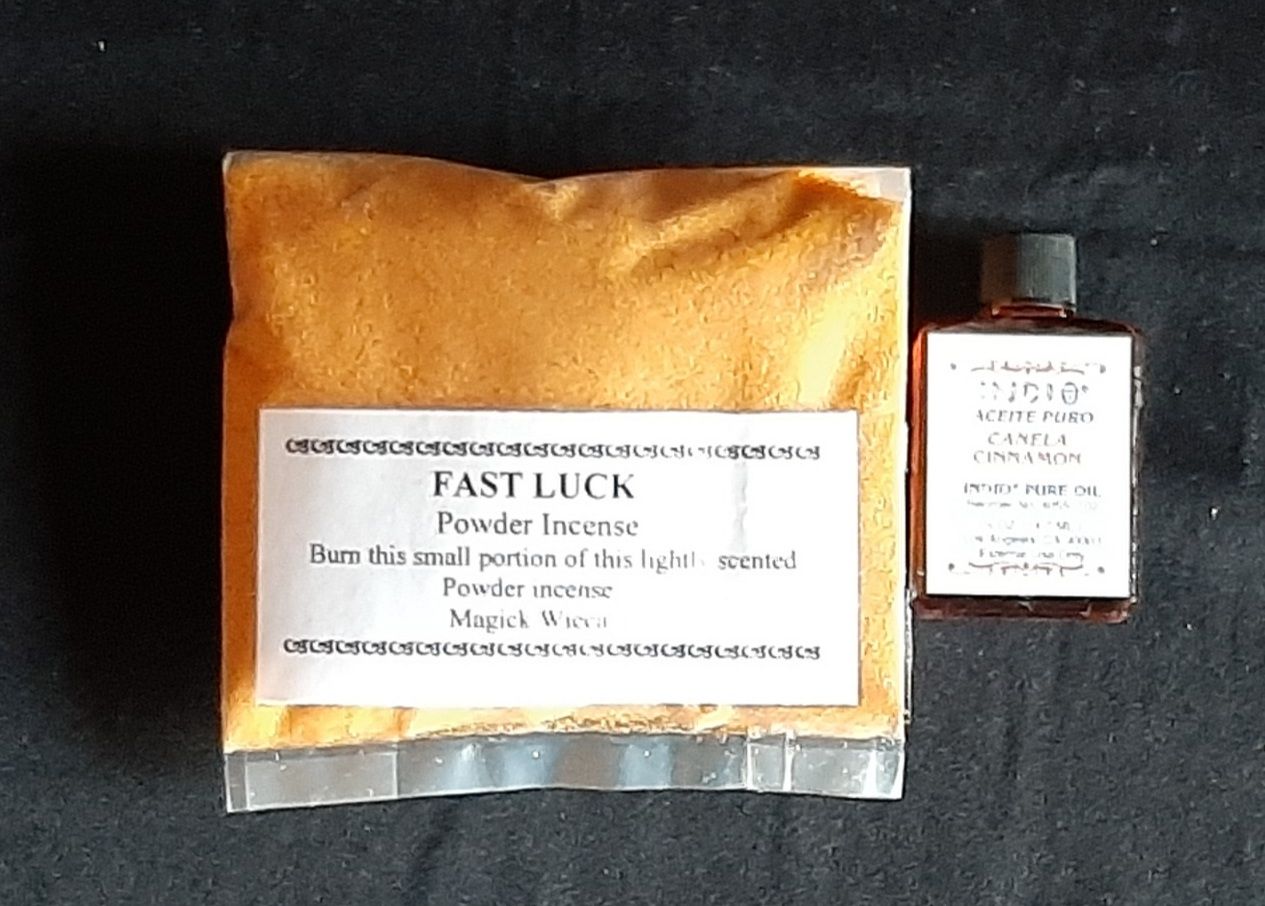 FAST LUCK
Powder Incense
Burn this small portion of this lightly scented
Powder incense
Magick Wicca
INDIO®
ACEITE PURO
CANELA
CINNAMON
INDIO® PURE OIL